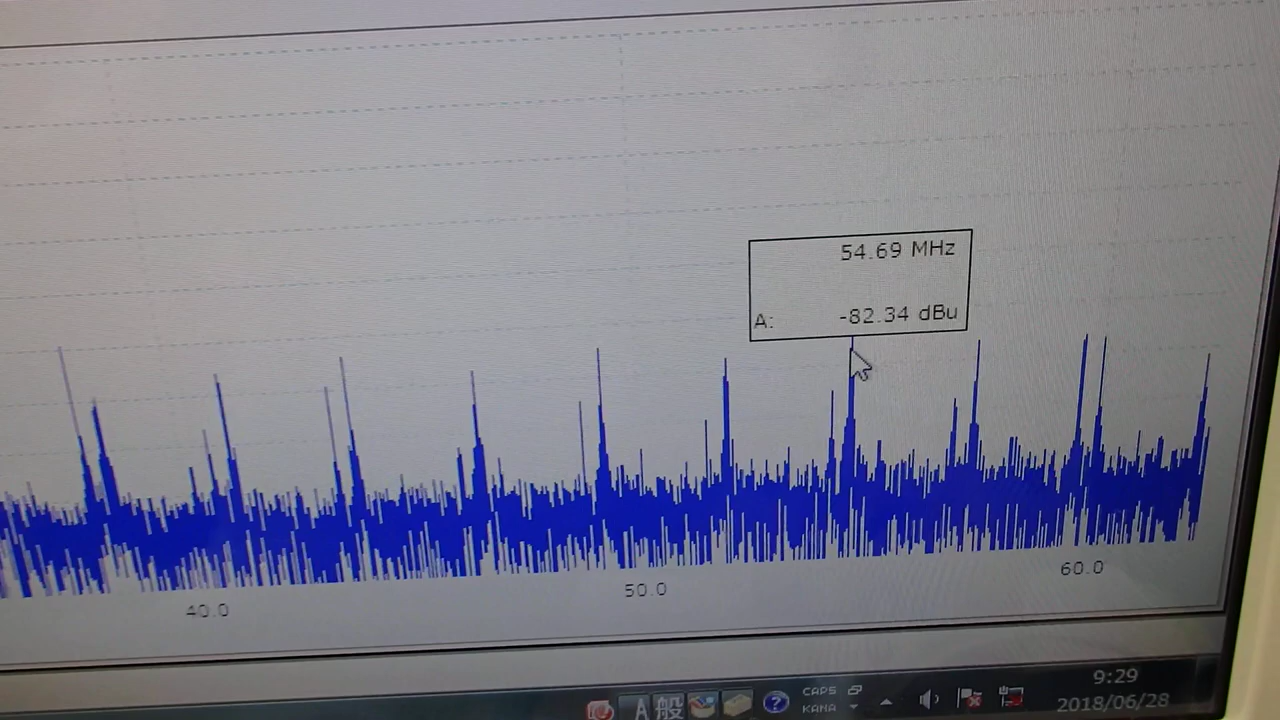 54.69 MHz
A: -82.34 dBu
40.0 50.0 60.0
A 般 CAPS
KANA
9:29
2018/06/28